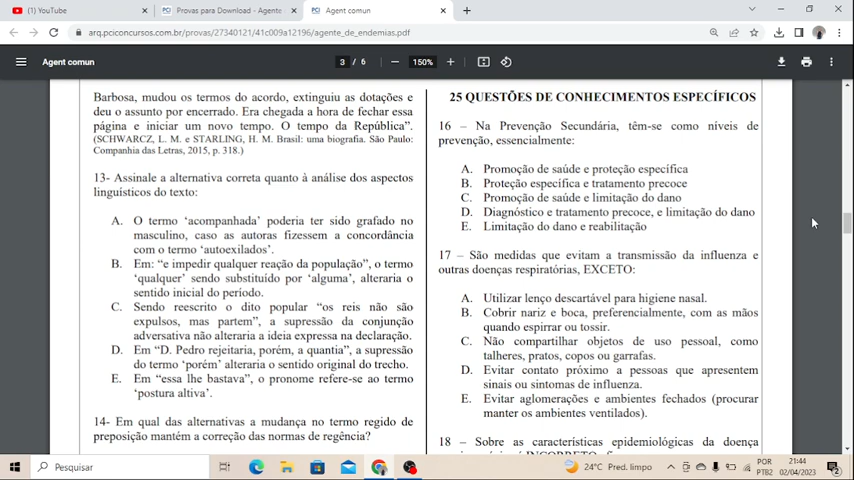 (1) YouTube
Provas para Download - Agente
Agent comun
arq.pciconcursos.com.br/provas/27340121/41c009a12196/agente_de_endemias.pdf
Agent comun
3 / 6
150%
Barbosa, mudou os termos do acordo, extinguiu as dotações e
deu o assunto por encerrado. Era chegada a hora de fechar essa
página e iniciar um novo tempo. O tempo da República”.
(SCHWARCZ, L. M. e STARLING, H. M. Brasil: uma biografia. São Paulo:
Companhia das Letras, 2015, p. 318.)
13- Assinale a alternativa correta quanto à análise dos aspectos
linguísticos do texto:
A. O termo ‘acompanhada’ poderia ter sido grafado no
masculino, caso as autoras fizessem a concordância
com o termo ‘autoexilados’.
B. Em: “e impedir qualquer reação da população”, o termo
‘qualquer’ sendo substituído por ‘alguma’, alteraria o
sentido inicial do período.
C. Sendo reescrito o dito popular “os reis não são
expulsos, mas partem”, a supressão da conjunção
adversativa não alteraria a ideia expressa na declaração.
D. Em “D. Pedro rejeitaria, porém, a quantia”, a supressão
do termo ‘porém’ alteraria o sentido original do trecho.
E. Em “essa lhe bastava”, o pronome refere-se ao termo
‘postura altiva’.
14- Em qual das alternativas a mudança no termo regido de
preposição mantém a correção das normas de regência?
25 QUESTÕES DE CONHECIMENTOS ESPECÍFICOS
16 – Na Prevenção Secundária, têm-se como níveis de
prevenção, essencialmente:
A. Promoção de saúde e proteção específica
B. Proteção específica e tratamento precoce
C. Promoção de saúde e limitação do dano
D. Diagnóstico e tratamento precoce, e limitação do dano
E. Limitação do dano e reabilitação
17 – São medidas que evitam a transmissão da influenza e
outras doenças respiratórias, EXCETO:
A. Utilizar lenço descartável para higiene nasal.
B. Cobrir nariz e boca, preferencialmente, com as mãos
quando espirrar ou tossir.
C. Não compartilhar objetos de uso pessoal, como
talheres, pratos, copos ou garrafas.
D. Evitar contato próximo a pessoas que apresentem
sinais ou sintomas de influenza.
E. Evitar aglomerações e ambientes fechados (procurar
manter os ambientes ventilados).
18 – Sobre as características epidemiológicas da doença
Pesquisar
24°C Pred. limpo
POR
PTB2
21:44
02/04/2023
2